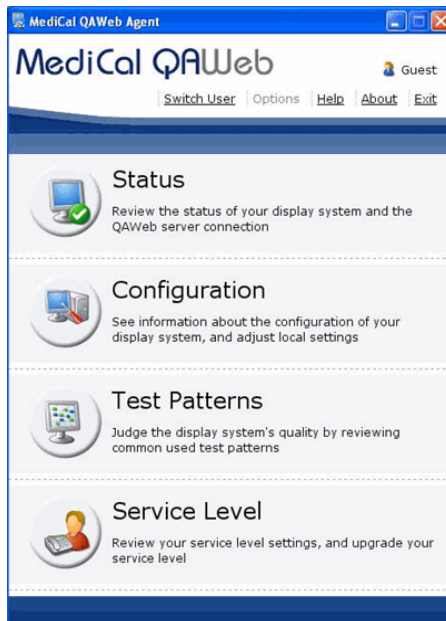 MediCal QAWeb Agent
MediCal QAWeb
Guest
Switch User Options Help About Exit
Status
Review the status of your display system and the
QAWeb server connection
Configuration
See information about the configuration of your
display system, and adjust local settings
Test Patterns
Judge the display system's quality by reviewing
common used test patterns
Service Level
Review your service level settings, and upgrade your
service level